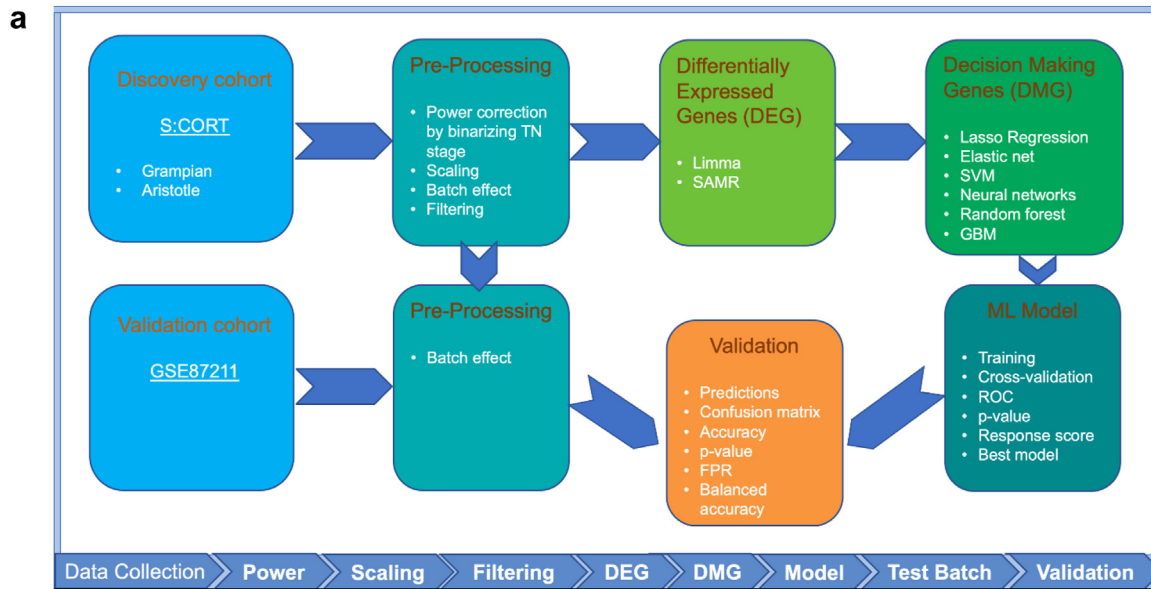 a
Discovery cohort
S:CORT
• Grampian
• Aristotle
Pre-Processing
• Power correction
by binarizing TN
stage
• Scaling
• Batch effect
• Filtering
Differentially
Expressed
Genes (DEG)
• Limma
• SAMR
Decision Making
Genes (DMG)
• Lasso Regression
• Elastic net
• SVM
• Neural networks
• Random forest
• GBM
Validation cohort
GSE87211
Pre-Processing
• Batch effect
Validation
• Predictions
• Confusion matrix
• Accuracy
• p-value
• FPR
• Balanced
accuracy
ML Model
• Training
• Cross-validation
• ROC
• p-value
• Response score
• Best model
Data Collection Power Scaling Filtering DEG DMG Model Test Batch Validation